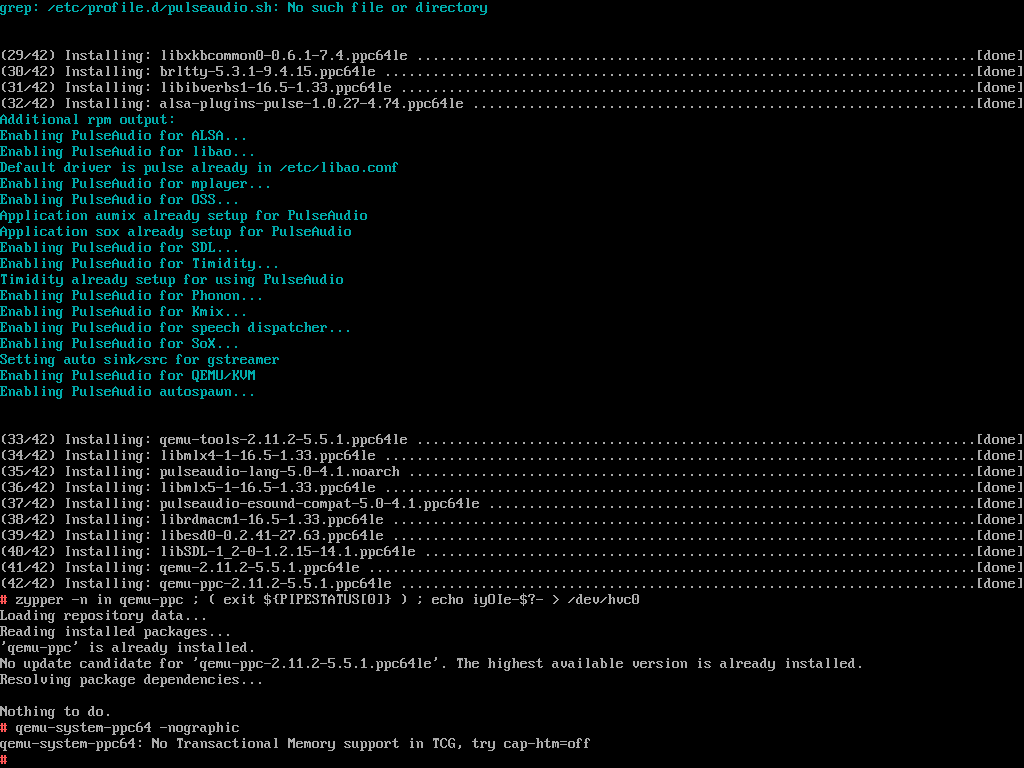 grep: /etc/profile.d/pulseaudio.sh: No such file or directory
(29/42) Installing: libxkbcommon0-0.6.1-7.4.ppc64le ......................................................................[done]
(30/42) Installing: brltty-5.3.1-9.4.15.ppc64le ..........................................................................[done]
(31/42) Installing: libibverbs1-16.5-1.33.ppc64le ........................................................................[done]
(32/42) Installing: alsa-plugins-pulse-1.0.27-4.74.ppc64le ...............................................................[done]
Additional rpm output:
Enabling PulseAudio for ALSA...
Enabling PulseAudio for libao...
Default driver is pulse already in /etc/libao.conf
Enabling PulseAudio for mplayer...
Enabling PulseAudio for OSS...
Application aumix already setup for PulseAudio
Application sox already setup for PulseAudio
Enabling PulseAudio for SDL...
Enabling PulseAudio for Timidity...
Timidity already setup for using PulseAudio
Enabling PulseAudio for Phonon...
Enabling PulseAudio for Kmix...
Enabling PulseAudio for speech dispatcher...
Enabling PulseAudio for SoX...
Setting auto sink/src for gstreamer
Enabling PulseAudio for QEMU/KVM
Enabling PulseAudio autospawn...
(33/42) Installing: qemu-tools-2.11.2-5.5.1.ppc64le ......................................................................[done]
(34/42) Installing: libmlx4-1-16.5-1.33.ppc64le ..........................................................................[done]
(35/42) Installing: pulseaudio-lang-5.0-4.1.noarch .......................................................................[done]
(36/42) Installing: libmlx5-1-16.5-1.33.ppc64le ..........................................................................[done]
(37/42) Installing: pulseaudio-esound-compat-5.0-4.1.ppc64le .............................................................[done]
(38/42) Installing: librdmacm1-16.5-1.33.ppc64le .........................................................................[done]
(39/42) Installing: libesd0-0.2.41-27.63.ppc64le .........................................................................[done]
(40/42) Installing: libSDL-1_2-0-1.2.15-14.1.ppc64le .....................................................................[done]
(41/42) Installing: qemu-2.11.2-5.5.1.ppc64le ............................................................................[done]
(42/42) Installing: qemu-ppc-2.11.2-5.5.1.ppc64le ........................................................................[done]
# zypper -n in qemu-ppc ; ( exit ${PIPESTATUS[0]} ) ; echo iyOIe-$?- > /dev/hvc0
Loading repository data...
Reading installed packages...
'qemu-ppc' is already installed.
No update candidate for 'qemu-ppc-2.11.2-5.5.1.ppc64le'. The highest available version is already installed.
Resolving package dependencies...
Nothing to do.
# qemu-system-ppc64 -nographic
qemu-system-ppc64: No Transactional Memory support in TCG, try cap-htm=off
#